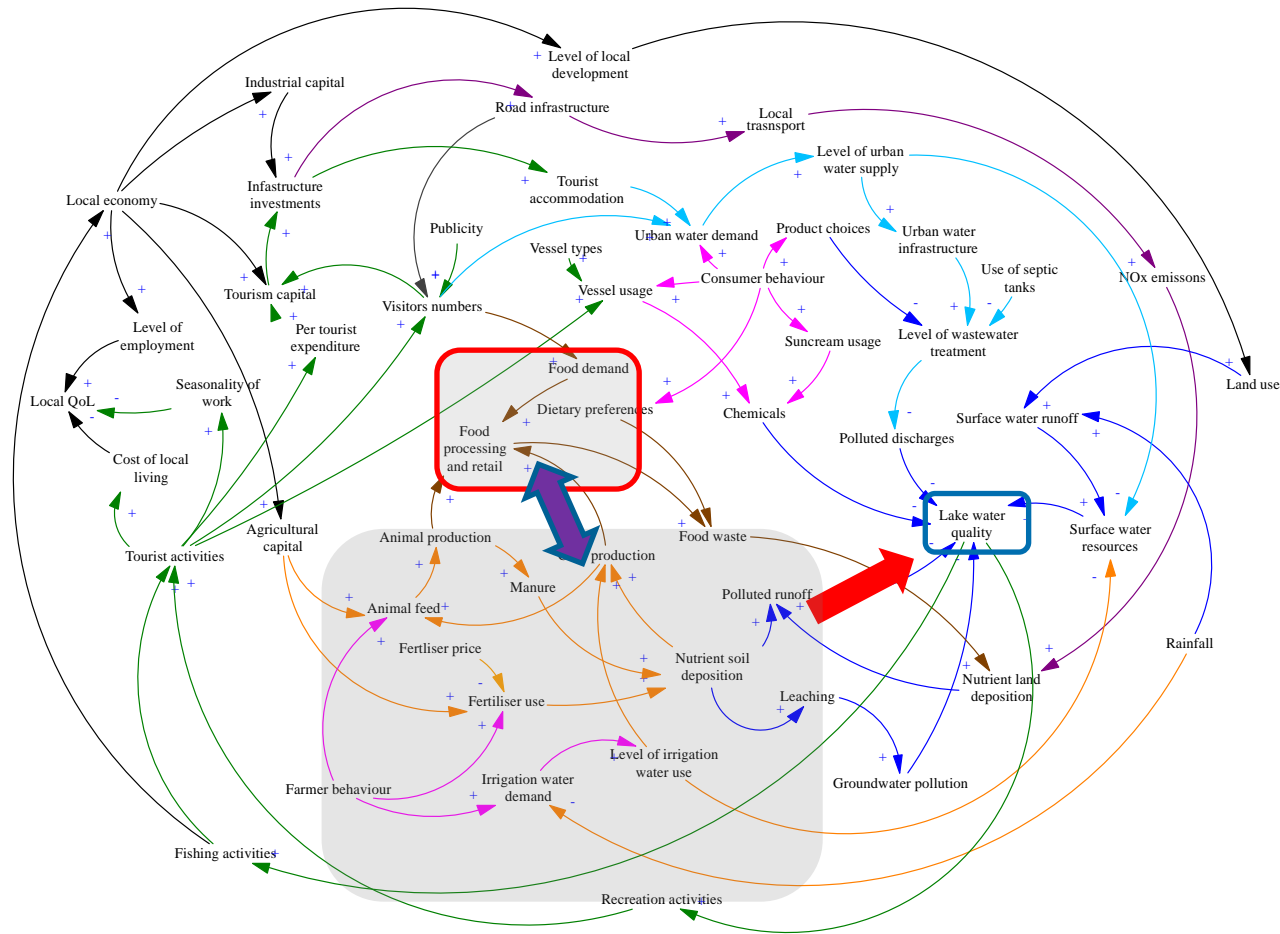 Level of local
development
Industrial capital
Road infrastructure
Local
trasnsport
Level of urban
water supply
Infastructure
investments
Tourist
accommodation
Local economy
Publicity
Urban water demand
Product choices
Urban water
infrastructure
Vessel types
Use of septic
tanks
NOx emissons
Consumer behaviour
Vessel usage
Tourism capital
Visitors numbers
Level of
employment
Per tourist
expenditure
Level of wastewater
treatment
Suncream usage
Food demand
Land use
Seasonality of
work
Local QoL
Dietary preferences
Chemicals
Surface water runoff
Polluted discharges
Food
processing
and retail
Cost of local
living
Lake water
quality
Surface water
resources
Agricultural
capital
Animal production
Food waste
Tourist activities
production
Manure
Polluted runoff
Animal feed
Rainfall
Fertliser price
Nutrient soil
deposition
Nutrient land
deposition
Leaching
Fertiliser use
Level of irrigation
water use
Groundwater pollution
Farmer behaviour
Irrigation water
demand
Fishing activities
Recreation activities